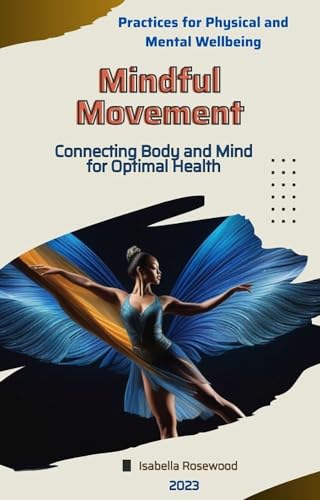 Practices for Physical and
Mental Wellbeing
Mindful
Movement
Connecting Body and Mind
for Optimal Health
Isabella Rosewood
2023